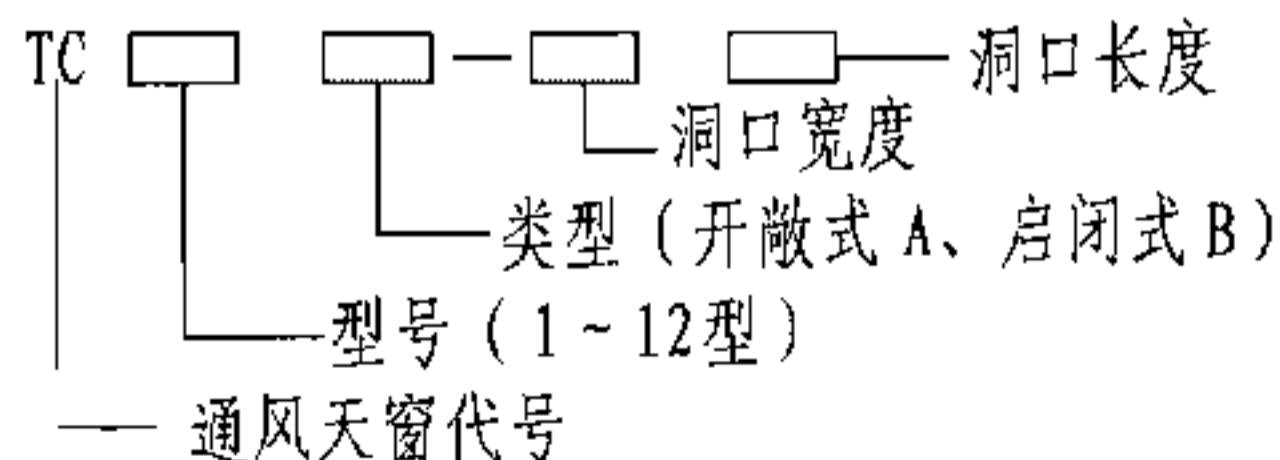 TC — 洞口长度
洞口宽度
类型（开敞式A、启闭式B）
型号（1~12型）
通风天窗代号